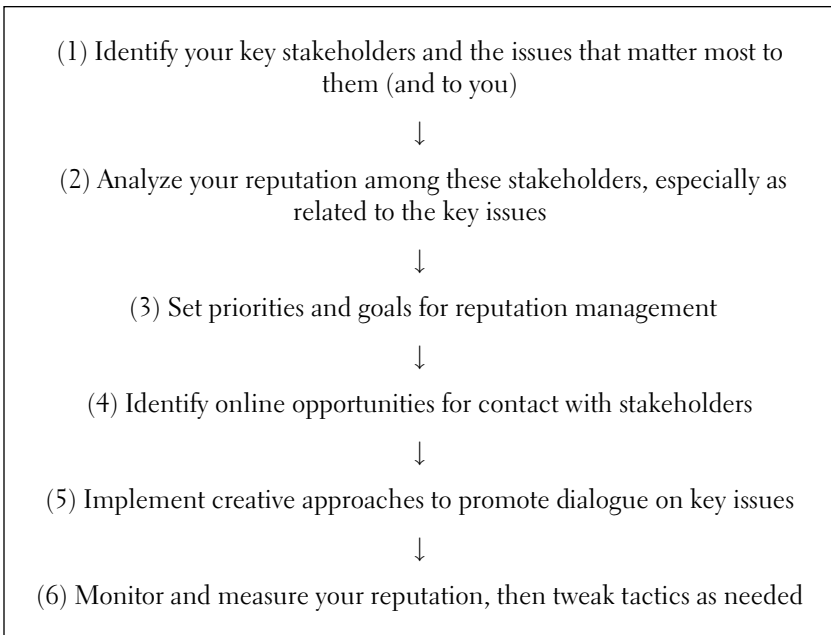 (1) Identify your key stakeholders and the issues that matter most to
them (and to you)
↓
(2) Analyze your reputation among these stakeholders, especially as
related to the key issues
↓
(3) Set priorities and goals for reputation management
↓
(4) Identify online opportunities for contact with stakeholders
↓
(5) Implement creative approaches to promote dialogue on key issues
↓
(6) Monitor and measure your reputation, then tweak tactics as needed